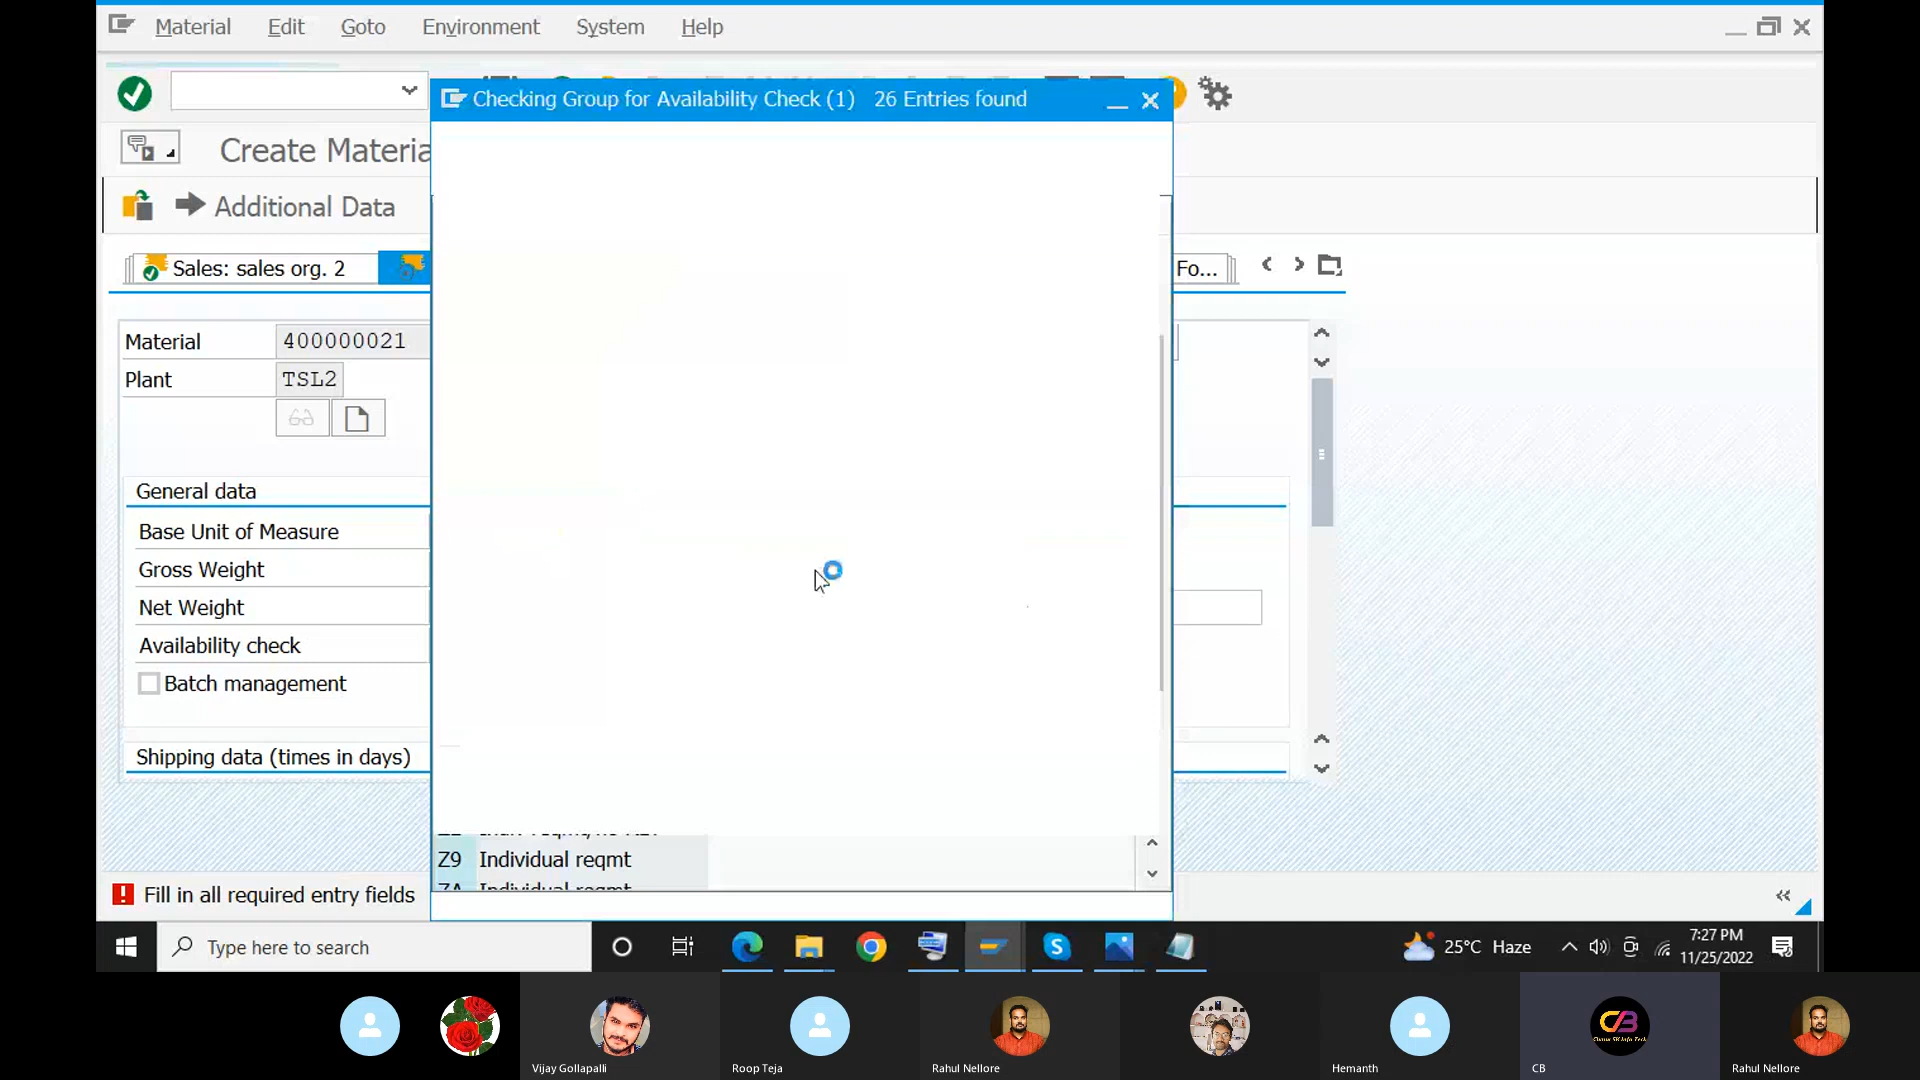 Material Edit Goto Environment System Help
Checking Group for Availability Check (1) 26 Entries found
Create Materia
Additional Data
Sales: sales org. 2
Fo...
Material 400000021
Plant TSL2
General data
Base Unit of Measure
Gross Weight
Net Weight
Availability check
Batch management
Shipping data (times in days)
Z9 Individual reqmt
ZA Individual reqmt
Fill in all required entry fields
Type here to search
25°C Haze
7:27 PM
11/25/2022
CB
Vijay Gollapalli
Roop Teja
Rahul Nellore
Hemanth
CB
Rahul Nellore